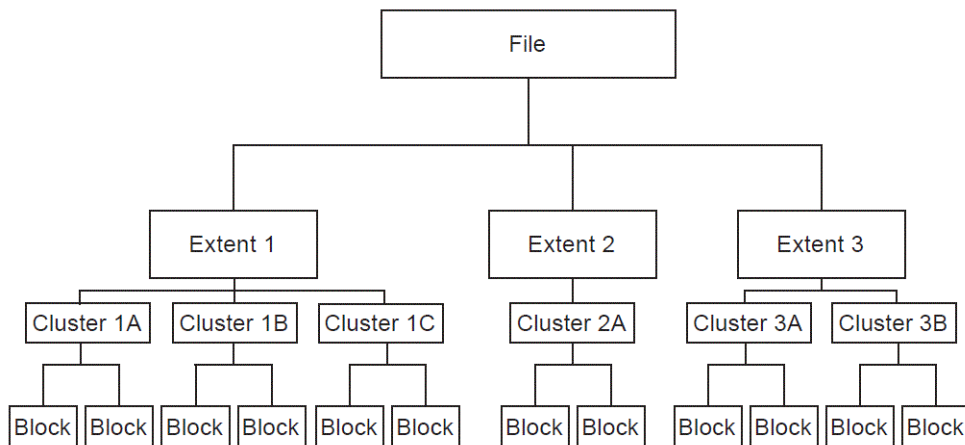 File
Extent 1 Extent 2 Extent 3
Cluster 1A Cluster 1B Cluster 1C Cluster 2A Cluster 3A Cluster 3B
Block Block Block Block Block Block Block Block Block Block Block Block